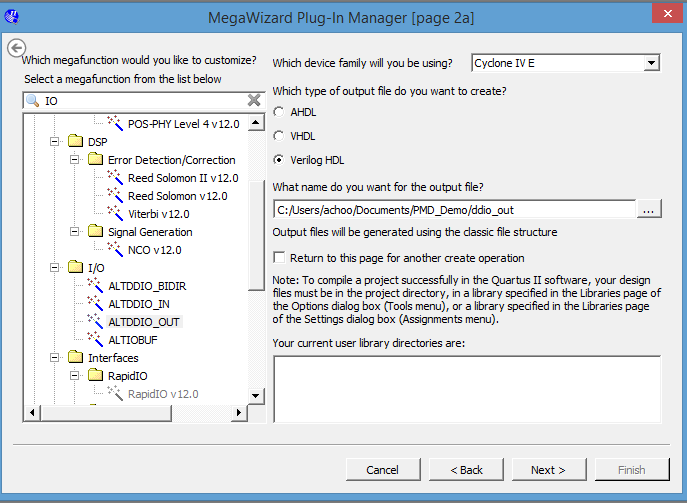 MegaWizard Plug-In Manager [page 2a]
Which megafunction would you like to customize?
Select a megafunction from the list below
IO
POS-PHY Level 4 v12.0
DSP
Error Detection/Correction
Reed Solomon II v12.0
Reed Solomon v12.0
Viterbi v12.0
Signal Generation
NCO v12.0
I/O
ALTDDIO_BIDIR
ALTDDIO_IN
ALTDDIO_OUT
ALTIOBUF
Interfaces
RapidIO
RapidIO v12.0
Which device family will you be using?
Cyclone IV E
Which type of output file do you want to create?
AHDL
VHDL
Verilog HDL
What name do you want for the output file?
C:/Users/achoo/Documents/PMD_Demo/ddio_out
...
Output files will be generated using the classic file structure
Return to this page for another create operation
Note: To compile a project successfully in the Quartus II software, your design
files must be in the project directory, in a library specified in the Libraries page of
the Options dialog box (Tools menu), or a library specified in the Libraries page
of the Settings dialog box (Assignments menu).
Your current user library directories are:
Cancel
< Back
Next >
Finish